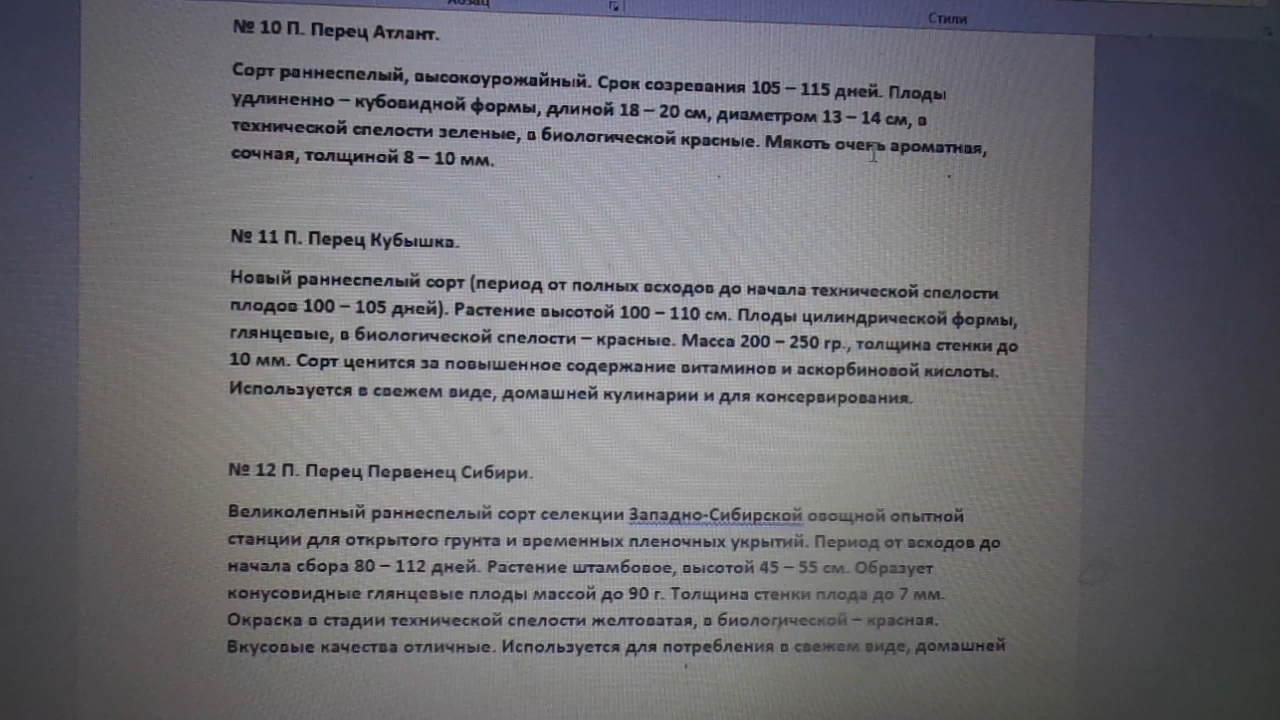 Абзац
Стили
№ 10 П. Перец Атлант.
Сорт раннеспелый, высокоурожайный. Срок созревания 105 – 115 дней. Плоды
удлиненно – кубовидной формы, длиной 18 – 20 см, диаметром 13 – 14 см, в
технической спелости зеленые, в биологической красные. Мякоть очень ароматная,
сочная, толщиной 8 – 10 мм.
№ 11 П. Перец Кубышка.
Новый раннеспелый сорт (период от полных всходов до начала технической спелости
плодов 100 – 105 дней). Растение высотой 100 – 110 см. Плоды цилиндрической формы,
глянцевые, в биологической спелости – красные. Масса 200 – 250 гр., толщина стенки до
10 мм. Сорт ценится за повышенное содержание витаминов и аскорбиновой кислоты.
Используется в свежем виде, домашней кулинарии и для консервирования.
№ 12 П. Перец Первенец Сибири.
Великолепный раннеспелый сорт селекции Западно-Сибирской овощной опытной
станции для открытого грунта и временных пленочных укрытий. Период от всходов до
начала сбора 80 – 112 дней. Растение штамбовое, высотой 45 – 55 см. Образует
конусовидные глянцевые плоды массой до 90 г. Толщина стенки плода до 7 мм.
Окраска в стадии технической спелости желтоватая, в биологической – красная.
Вкусовые качества отличные. Используется для потребления в свежем виде, домашней